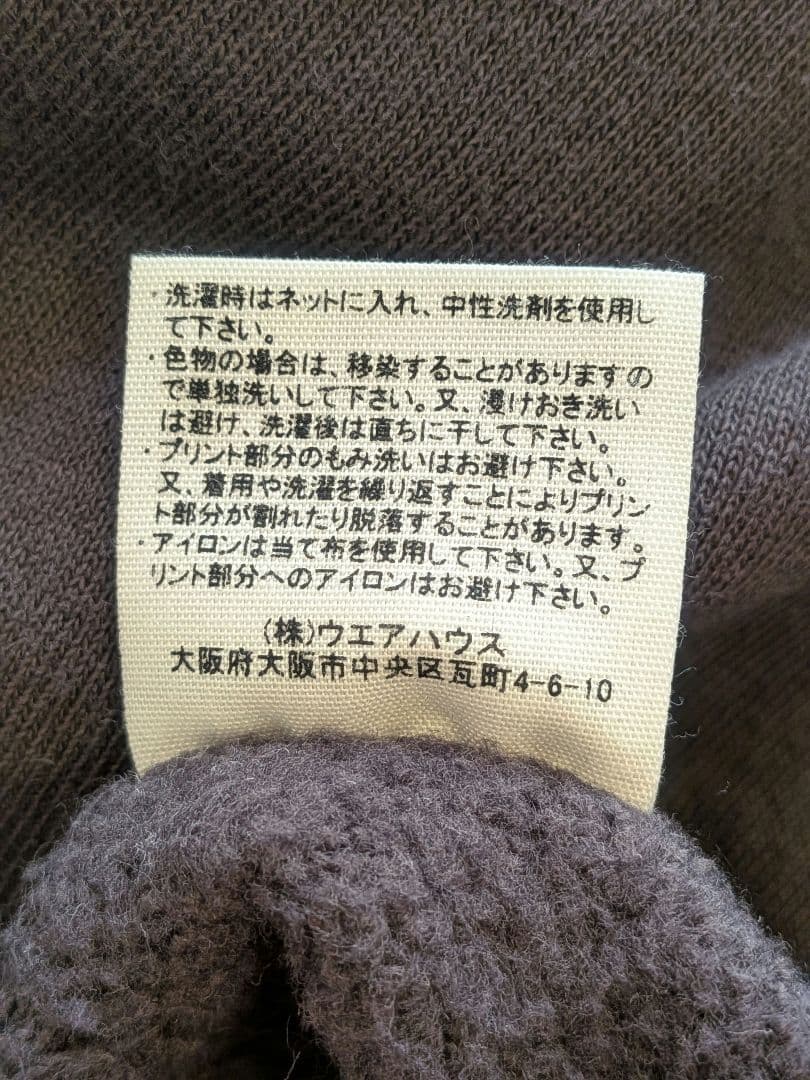 ・洗濯時はネットに入れ、中性洗剤を使用し
て下さい。
・色物の場合は、移染することがありますの
で単独洗いして下さい。又、浸けおき洗い
は避け、洗濯後は直ちに干して下さい。
・プリント部分のもみ洗いはお避け下さい。
又、着用や洗濯を繰り返すことによりプリン
ト部分が割れたり脱落することがあります。
・アイロンは当て布を使用して下さい。又、プ
リント部分へのアイロンはお避け下さい。
(株)ウエアハウス
大阪府大阪市中央区瓦町4-6-10